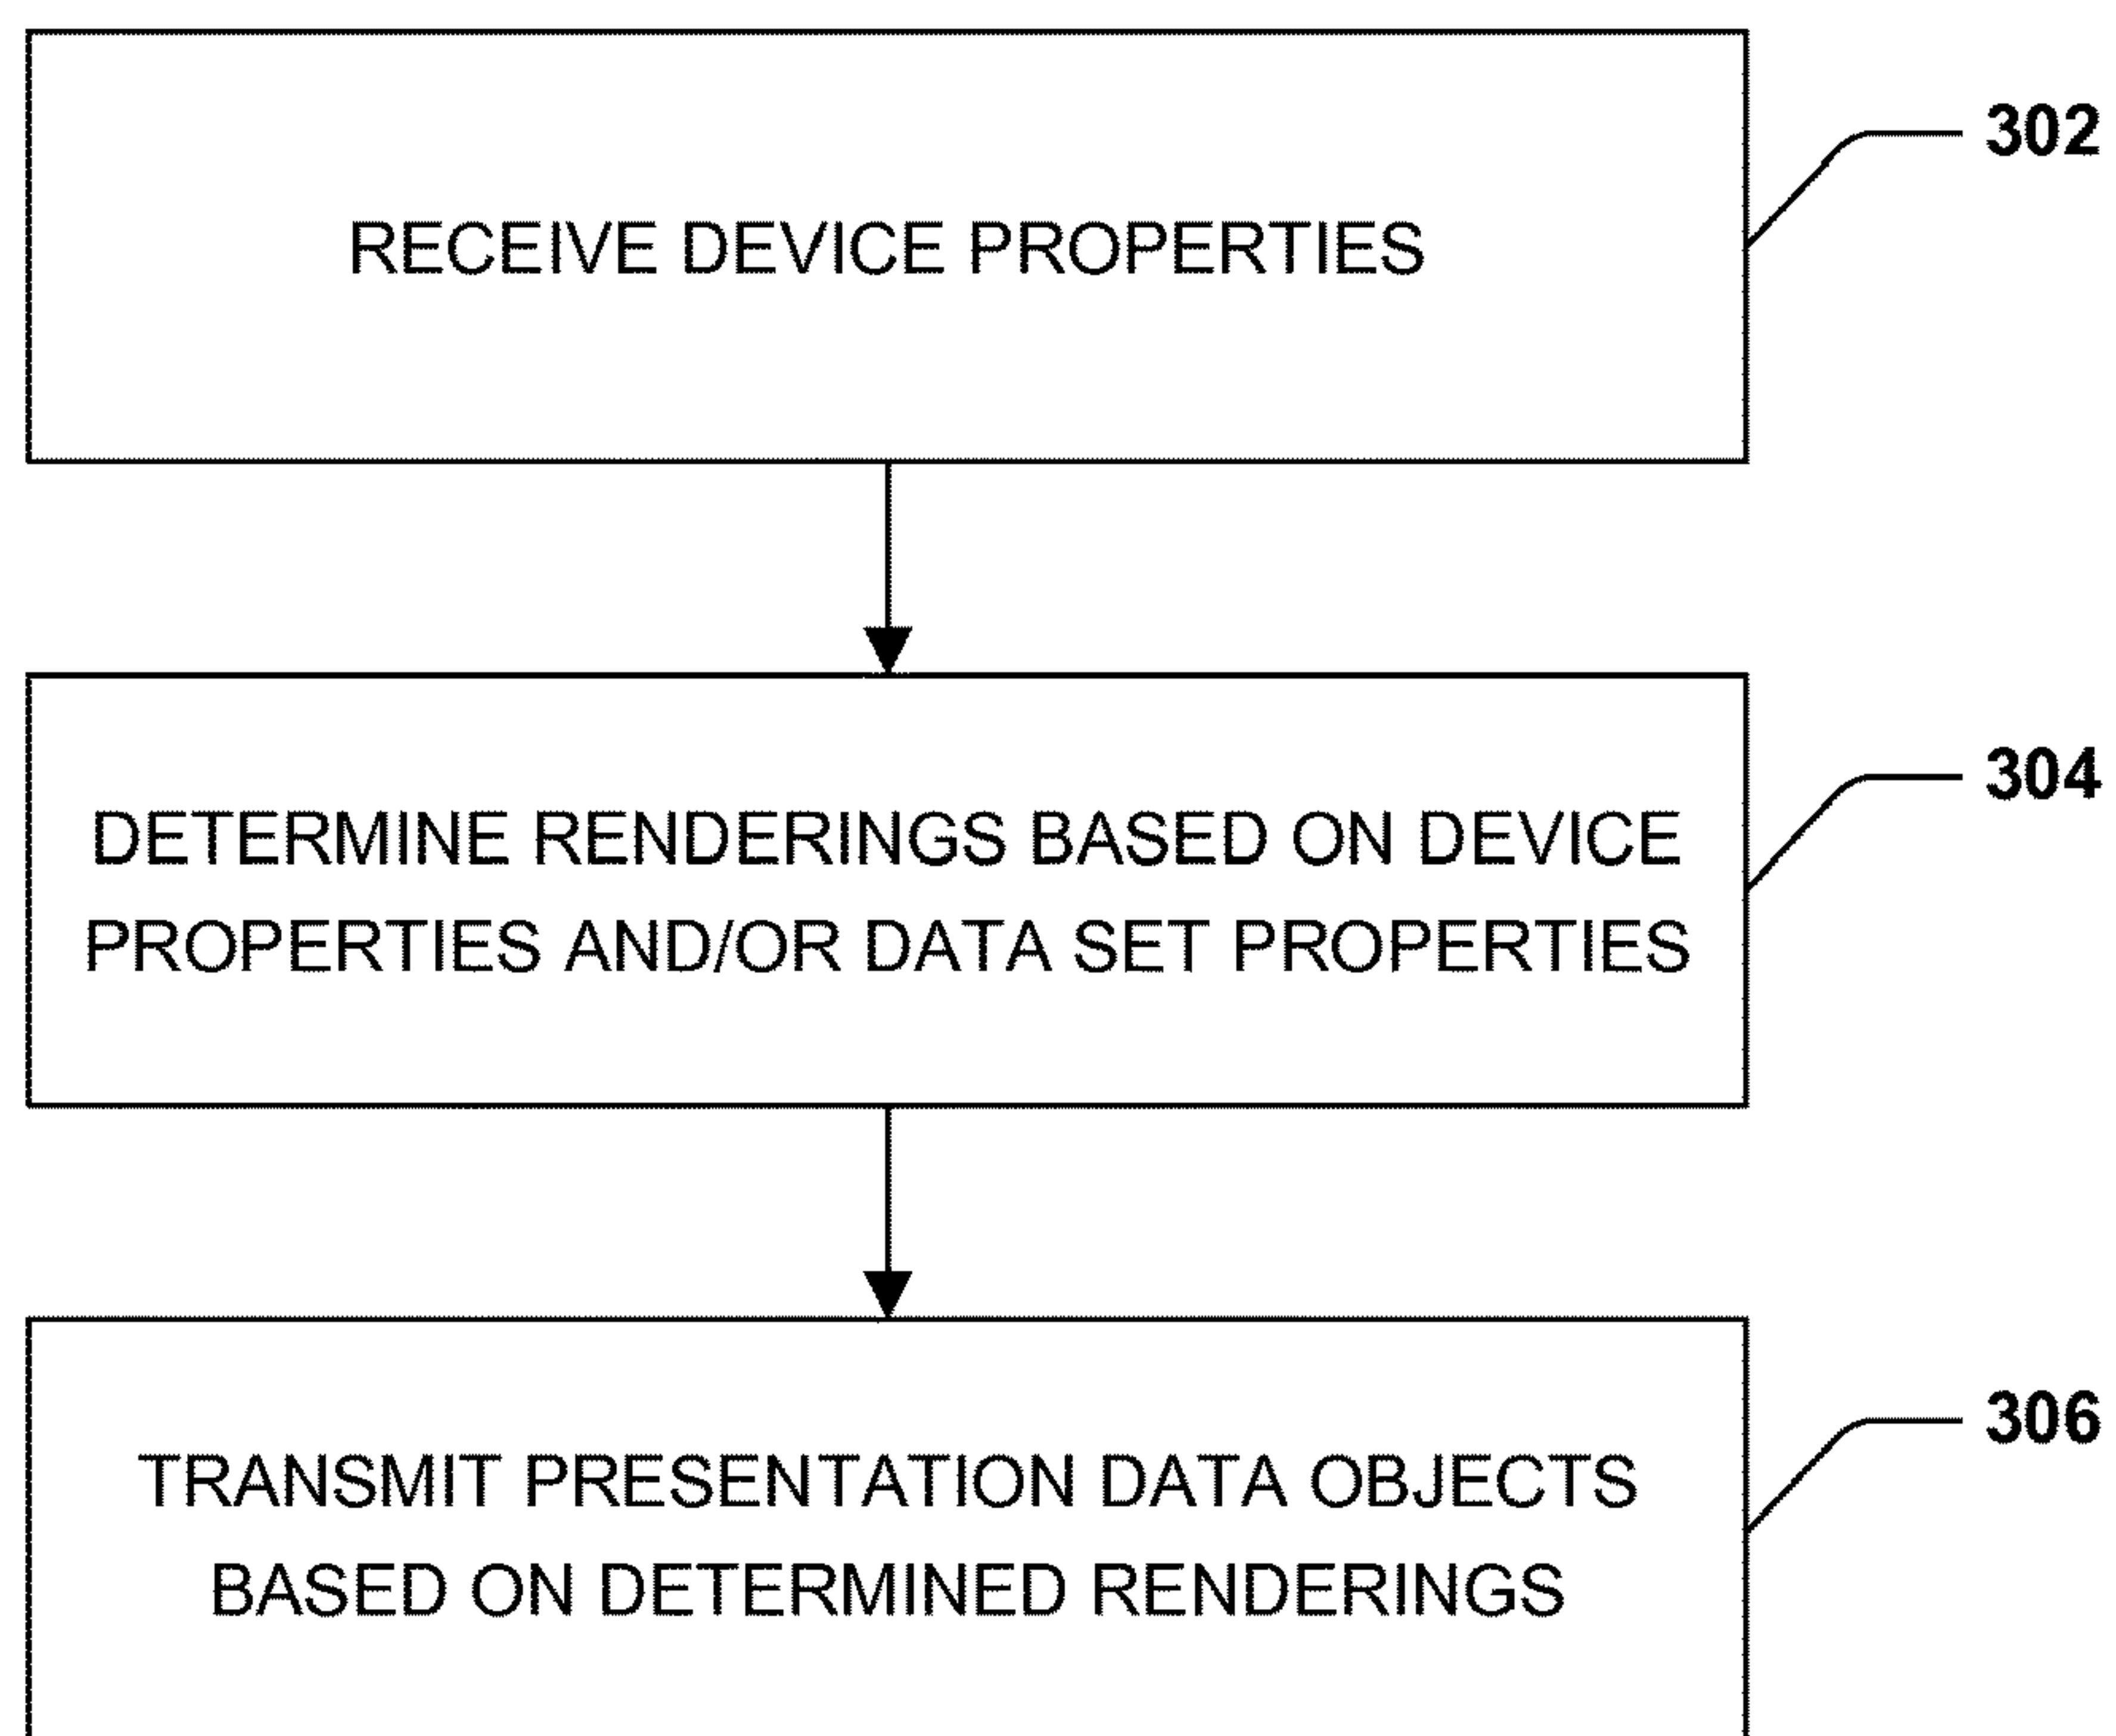 RECEIVE DEVICE PROPERTIES
302
DETERMINE RENDERINGS BASED ON DEVICE
PROPERTIES AND/OR DATA SET PROPERTIES
304
TRANSMIT PRESENTATION DATA OBJECTS
BASED ON DETERMINED RENDERINGS
306